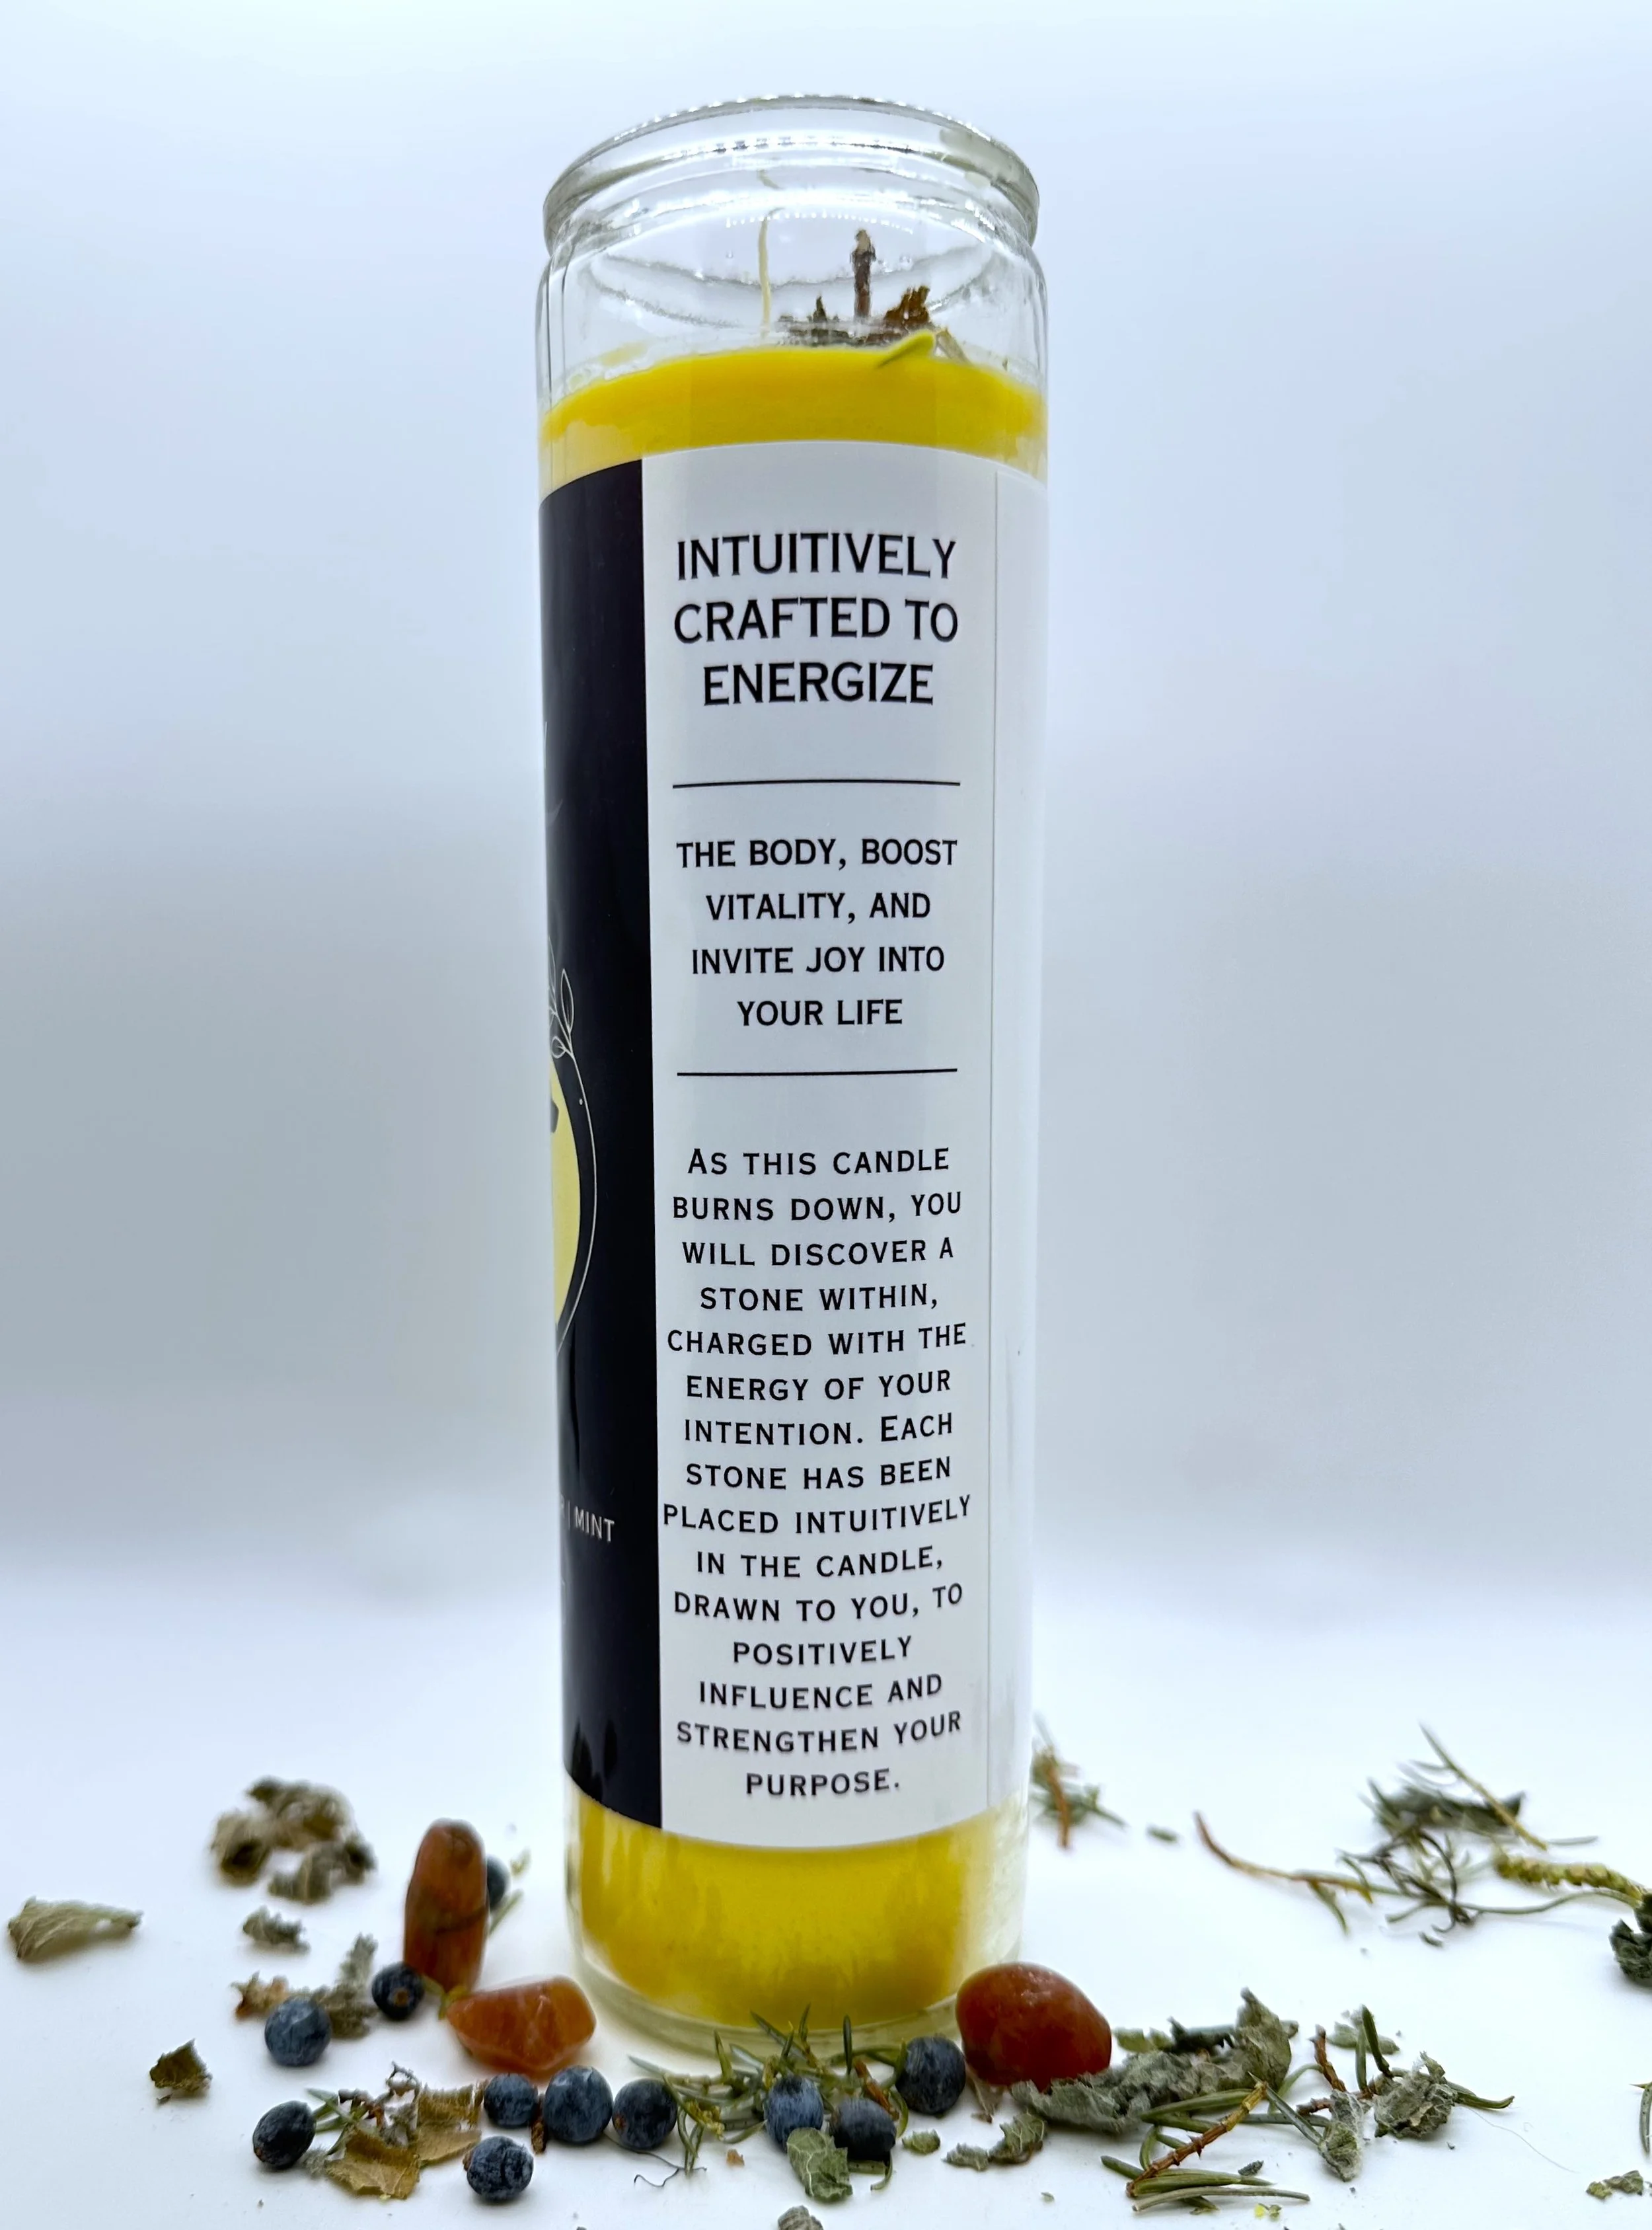 INTUITIVELY
CRAFTED TO
ENERGIZE
THE BODY, BOOST
VITALITY, AND
INVITE JOY INTO
YOUR LIFE
AS THIS CANDLE
BURNS DOWN, YOU
WILL DISCOVER A
STONE WITHIN,
CHARGED WITH THE
ENERGY OF YOUR
INTENTION. EACH
STONE HAS BEEN
PLACED INTUITIVELY
IN THE CANDLE,
DRAWN TO YOU, TO
POSITIVELY
INFLUENCE AND
STRENGTHEN YOUR
PURPOSE.
| MINT